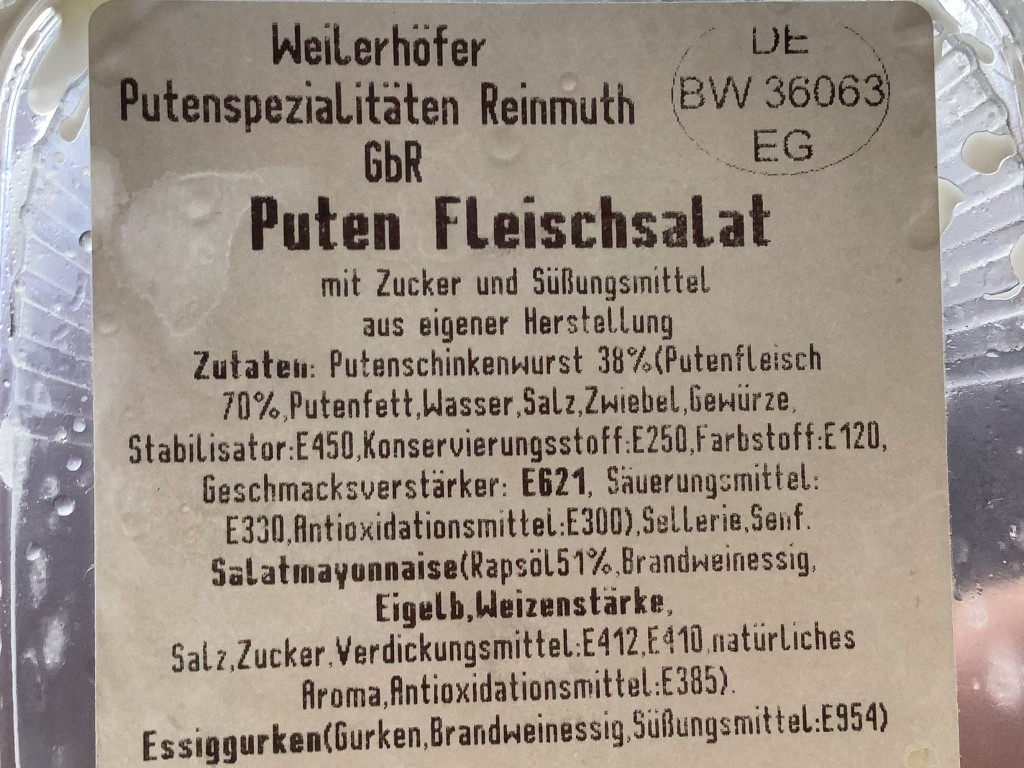 Weilerhöfer
Putenspezialitäten Reinmuth
GbR
DE
BW 36063
EG
Puten Fleischsalat
mit Zucker und Süßungsmittel
aus eigener Herstellung
Zutaten: Putenschinkenwurst 38%(Putenfleisch
70%,Putenfett,Wasser,Salz,Zwiebel,Gewürze,
Stabilisator:E450,Konservierungsstoff:E250,Farbstoff:E120,
Geschmacksverstärker: E621, Säuerungsmittel:
E330,Antioxidationsmittel:E300),Sellerie,Senf.
Salatmayonnaise(Rapsöl51%,Brandweinessig,
Eigelb,Weizenstärke,
Salz,Zucker,Verdickungsmittel:E412,E410,natürliches
Aroma,Antioxidationsmittel:E385).
Essiggurken(Gurken,Brandweinessig,Süßungsmittel:E954)